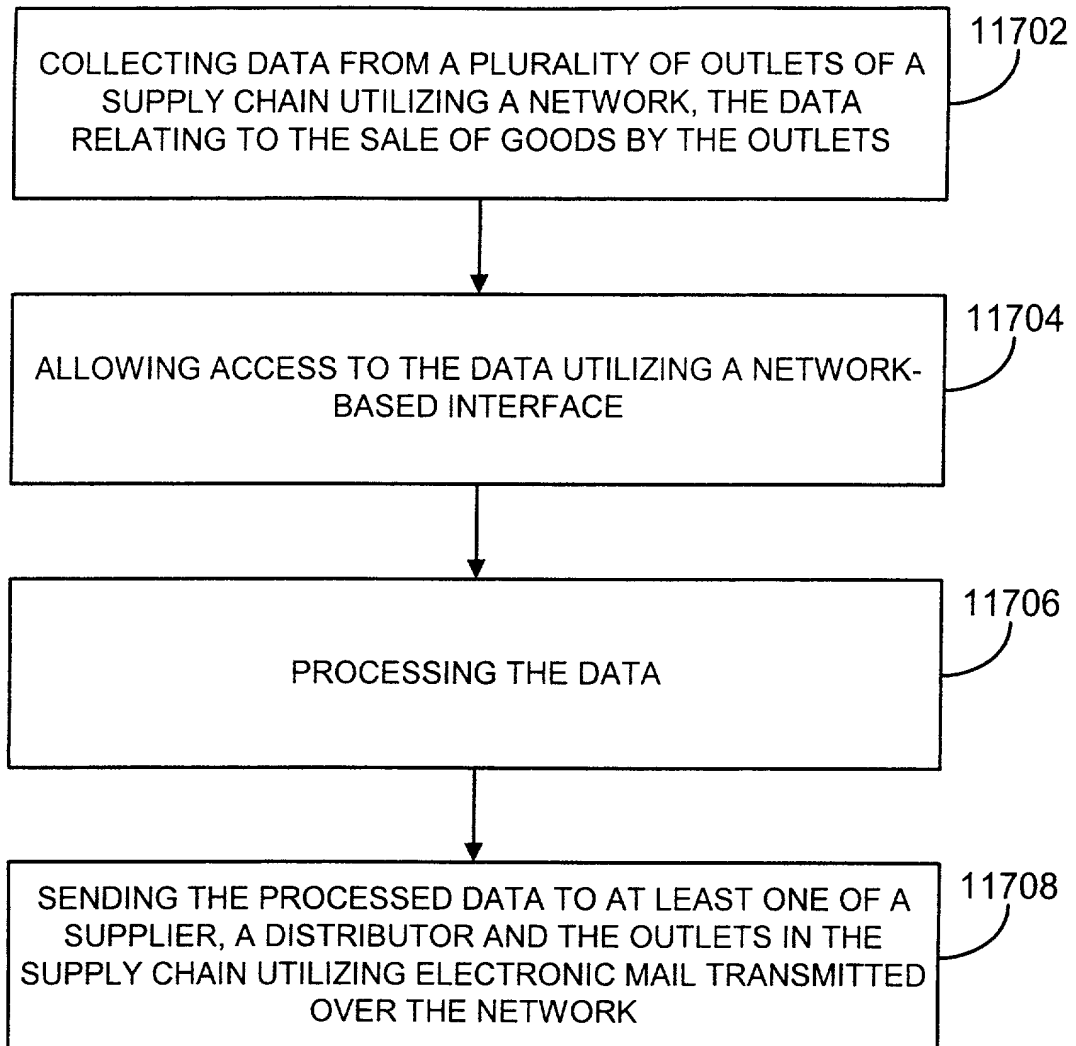 11702
COLLECTING DATA FROM A PLURALITY OF OUTLETS OF A
SUPPLY CHAIN UTILIZING A NETWORK, THE DATA
RELATING TO THE SALE OF GOODS BY THE OUTLETS
11704
ALLOWING ACCESS TO THE DATA UTILIZING A NETWORK-
BASED INTERFACE
11706
PROCESSING THE DATA
11708
SENDING THE PROCESSED DATA TO AT LEAST ONE OF A
SUPPLIER, A DISTRIBUTOR AND THE OUTLETS IN THE
SUPPLY CHAIN UTILIZING ELECTRONIC MAIL TRANSMITTED
OVER THE NETWORK